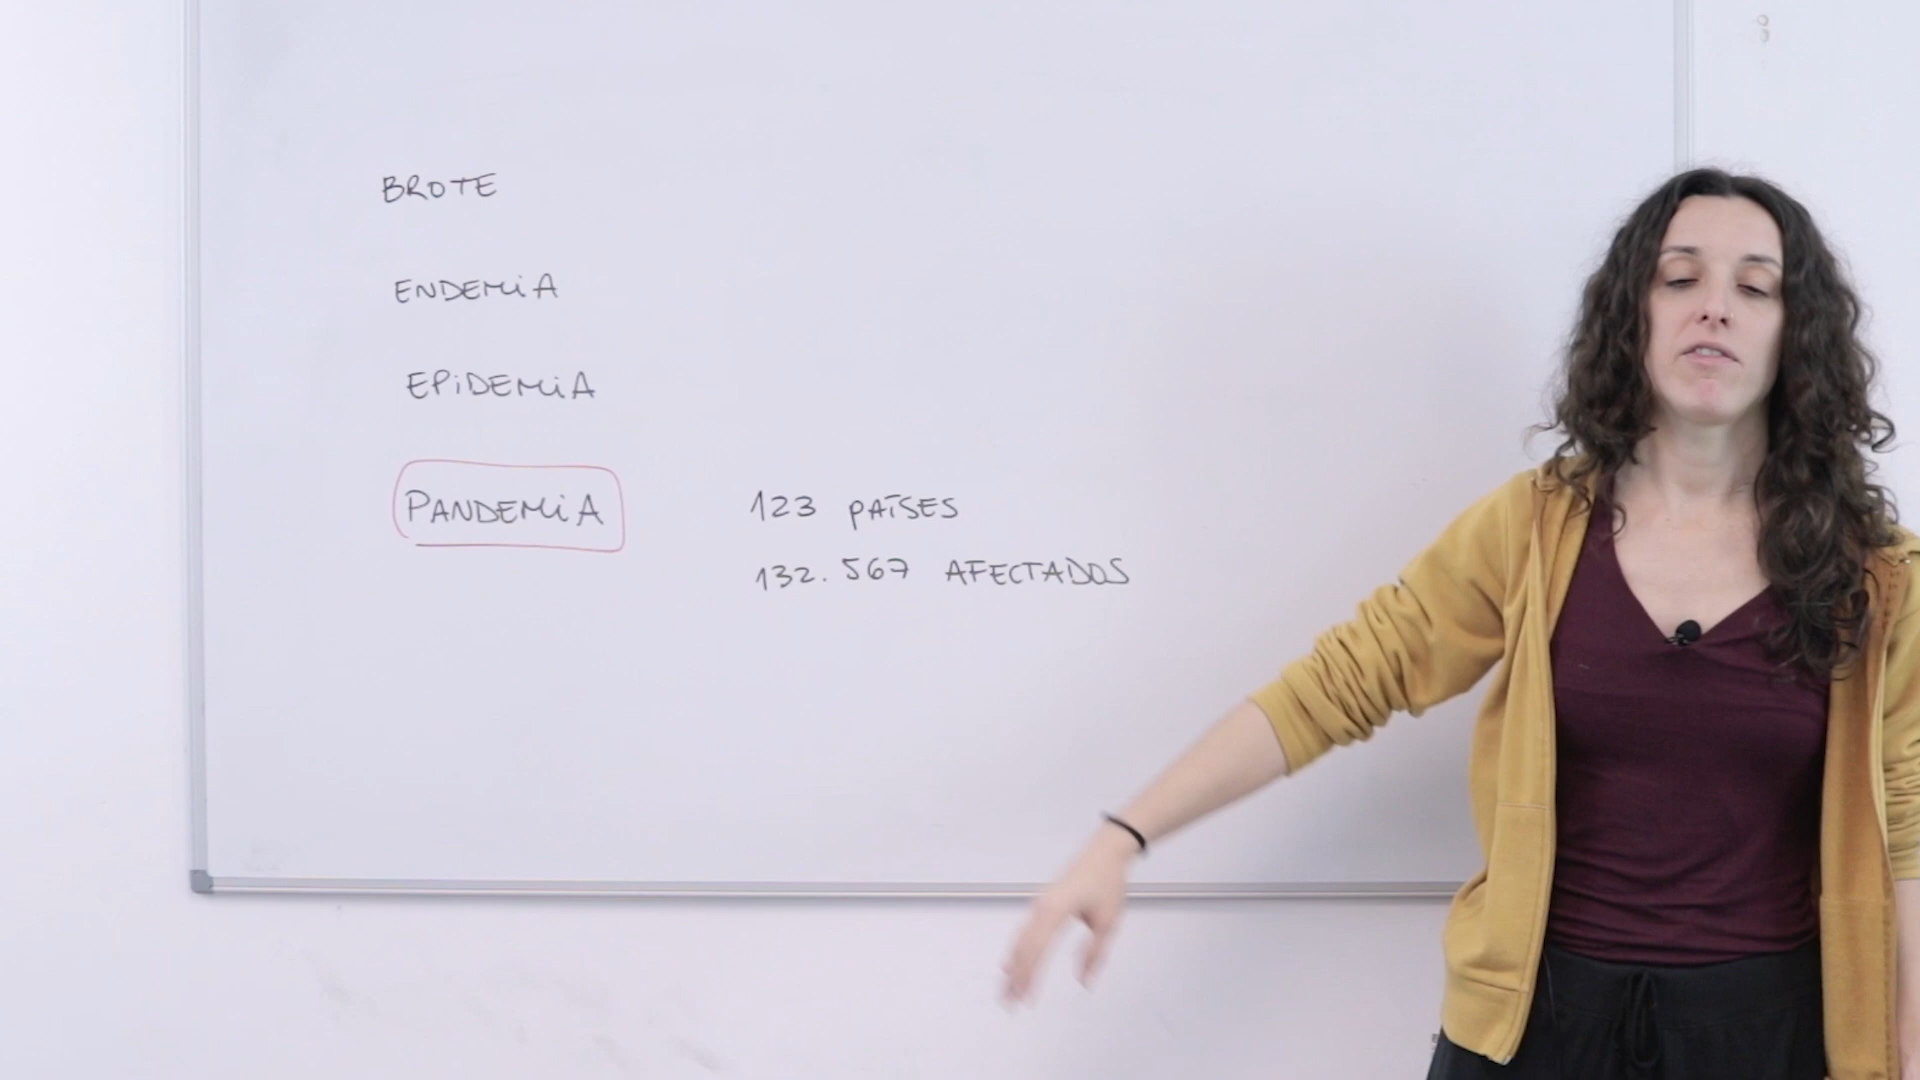 BROTE
ENDEMiA
EPiDEMiA
PANDEMiA
123 PAÍSES
132.567 AFECTADOS